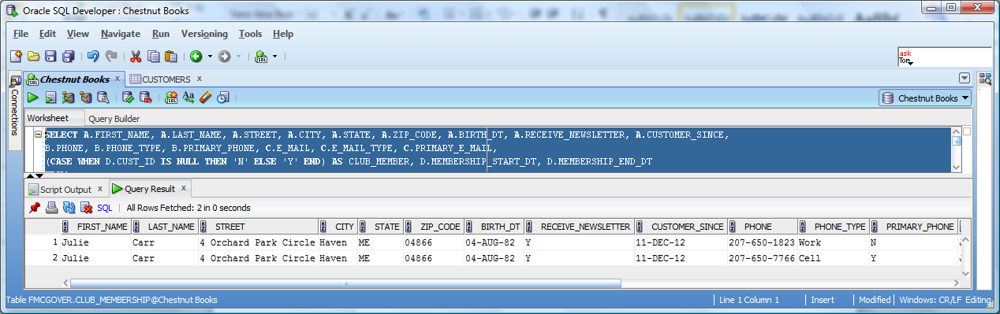 Oracle SQL Developer : Chestnut Books
File Edit View Navigate Run Versioning Tools Help
ask
Tom
Connections
Chestnut Books x CUSTOMERS x
Chestnut Books
Worksheet Query Builder
SELECT A.FIRST_NAME, A.LAST_NAME, A.STREET, A.CITY, A.STATE, A.ZIP_CODE, A.BIRTH_DT, A.RECEIVE_NEWSLETTER, A.CUSTOMER_SINCE,
B.PHONE, B.PHONE_TYPE, B.PRIMARY_PHONE, C.E_MAIL, C.E_MAIL_TYPE, C.PRIMARY_E_MAIL,
(CASE WHEN D.CUST_ID IS NULL THEN 'N' ELSE 'Y' END) AS CLUB_MEMBER, D.MEMBERSHIP_START_DT, D.MEMBERSHIP_END_DT
Script Output x Query Result x
SQL | All Rows Fetched: 2 in 0 seconds
FIRST_NAME LAST_NAME STREET CITY STATE ZIP_CODE BIRTH_DT RECEIVE_NEWSLETTER CUSTOMER_SINCE PHONE PHONE_TYPE PRIMARY_PHONE
1 Julie Carr 4 Orchard Park Circle Haven ME 04866 04-AUG-82 Y 11-DEC-12 207-650-1823 Work N
2 Julie Carr 4 Orchard Park Circle Haven ME 04866 04-AUG-82 Y 11-DEC-12 207-650-7766 Cell Y
Table FMCGOVER.CLUB_MEMBERSHIP@Chestnut Books | Line 1 Column 1 | Insert | Modified | Windows: CR/LF Editing